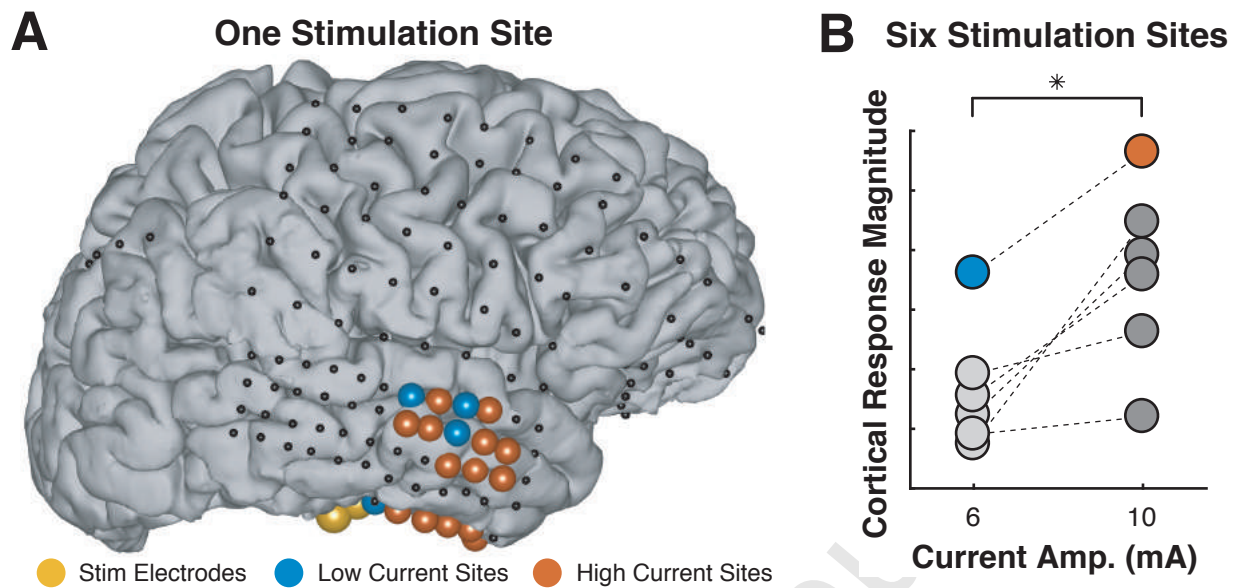 A
One Stimulation Site
Stim Electrodes
Low Current Sites
High Current Sites
B
Six Stimulation Sites
*
Cortical Response Magnitude
6
10
Current Amp. (mA)